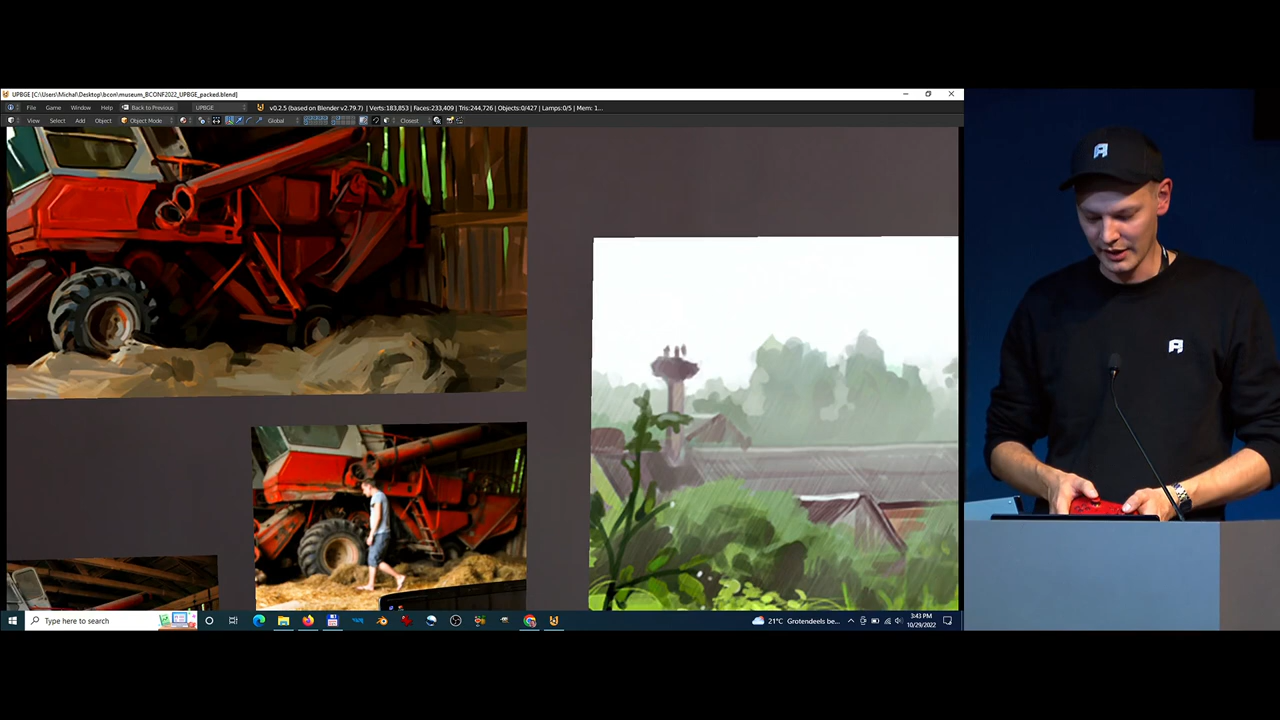 UPBGE [C:\Users\Michal\Desktop\bcon\museum_BCONF2022_UPBGE_packed.blend]
File Game Window Help Back to Previous UPBGE v0.2.5 (based on Blender v2.79.7) | Verts:183,853 | Faces:233,409 | Tris:244,726 | Objects:0/427 | Lamps:0/5 | Mem: 1...
View Select Add Object Object Mode Global Closest
Type here to search
21°C Grotendeels be...
3:43 PM
10/29/2022